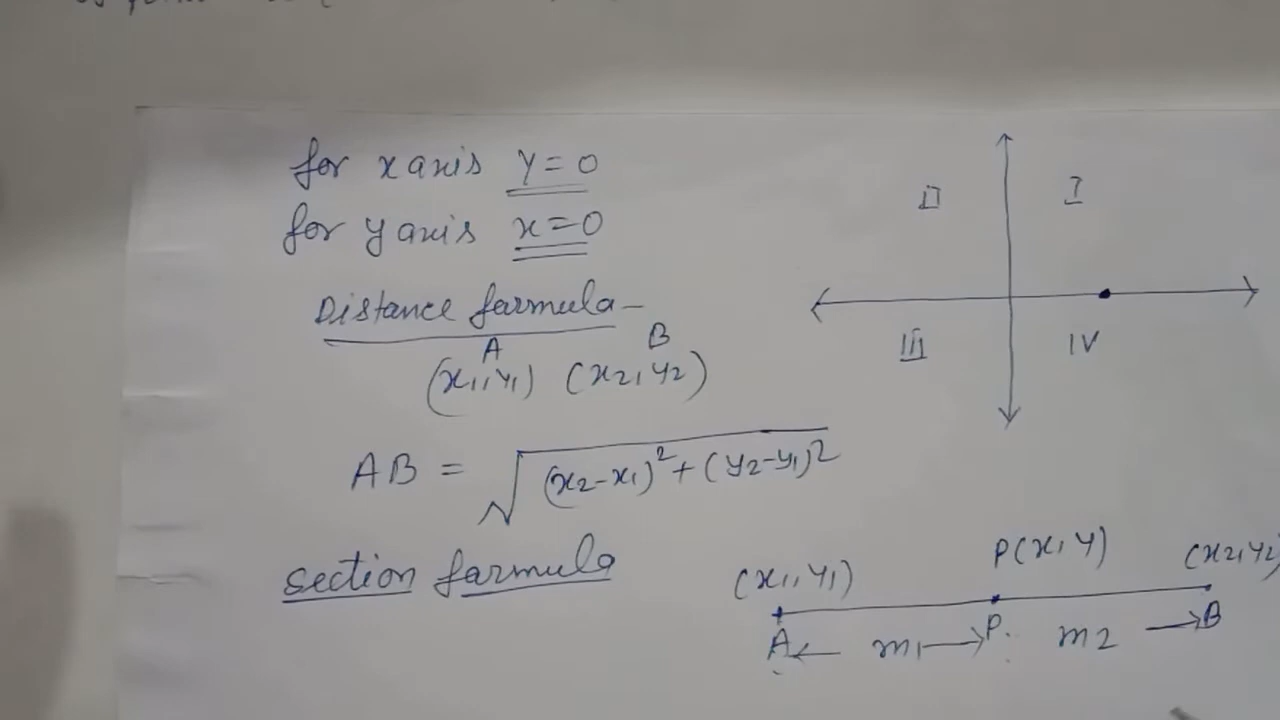 for x axis y=0
for y axis x=0
Distance farmula-
A B
(x₁,y₁) (x₂,y₂)
AB = √(x₂-x₁)²+(y₂-y₁)²
section farmula
II I
III IV
(x₁,y₁) P(x,y) (x₂,y₂)
A← m₁→P. m₂ →B